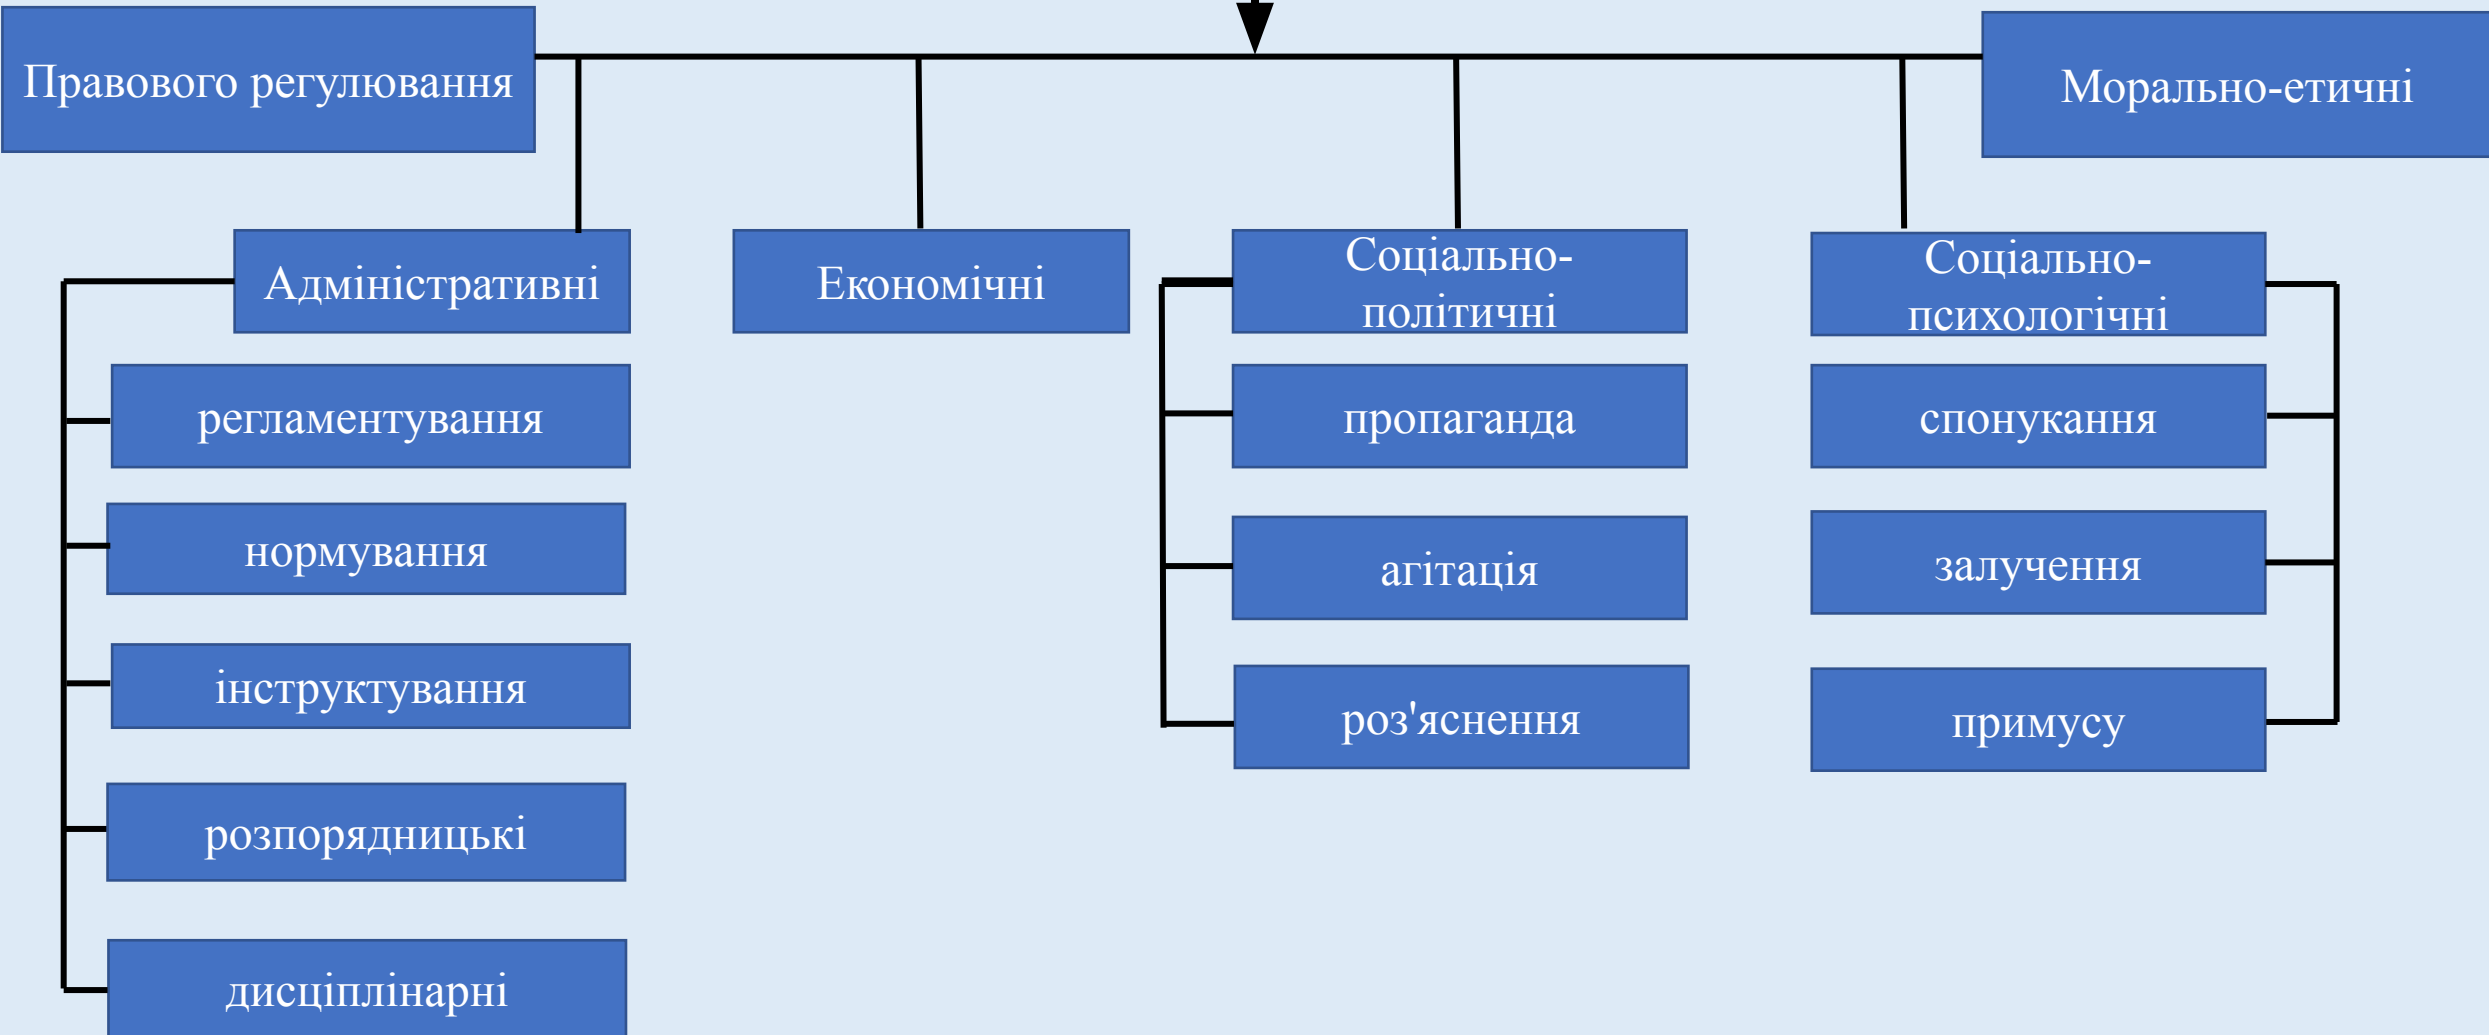 Правового регулювання
Морально-етичні
Адміністративні
регламентування
нормування
інструктування
розпорядницькі
дисціплінарні
Економічні
Соціально-
політичні
пропаганда
агітація
роз'яснення
Соціально-
психологічні
спонукання
залучення
примусу